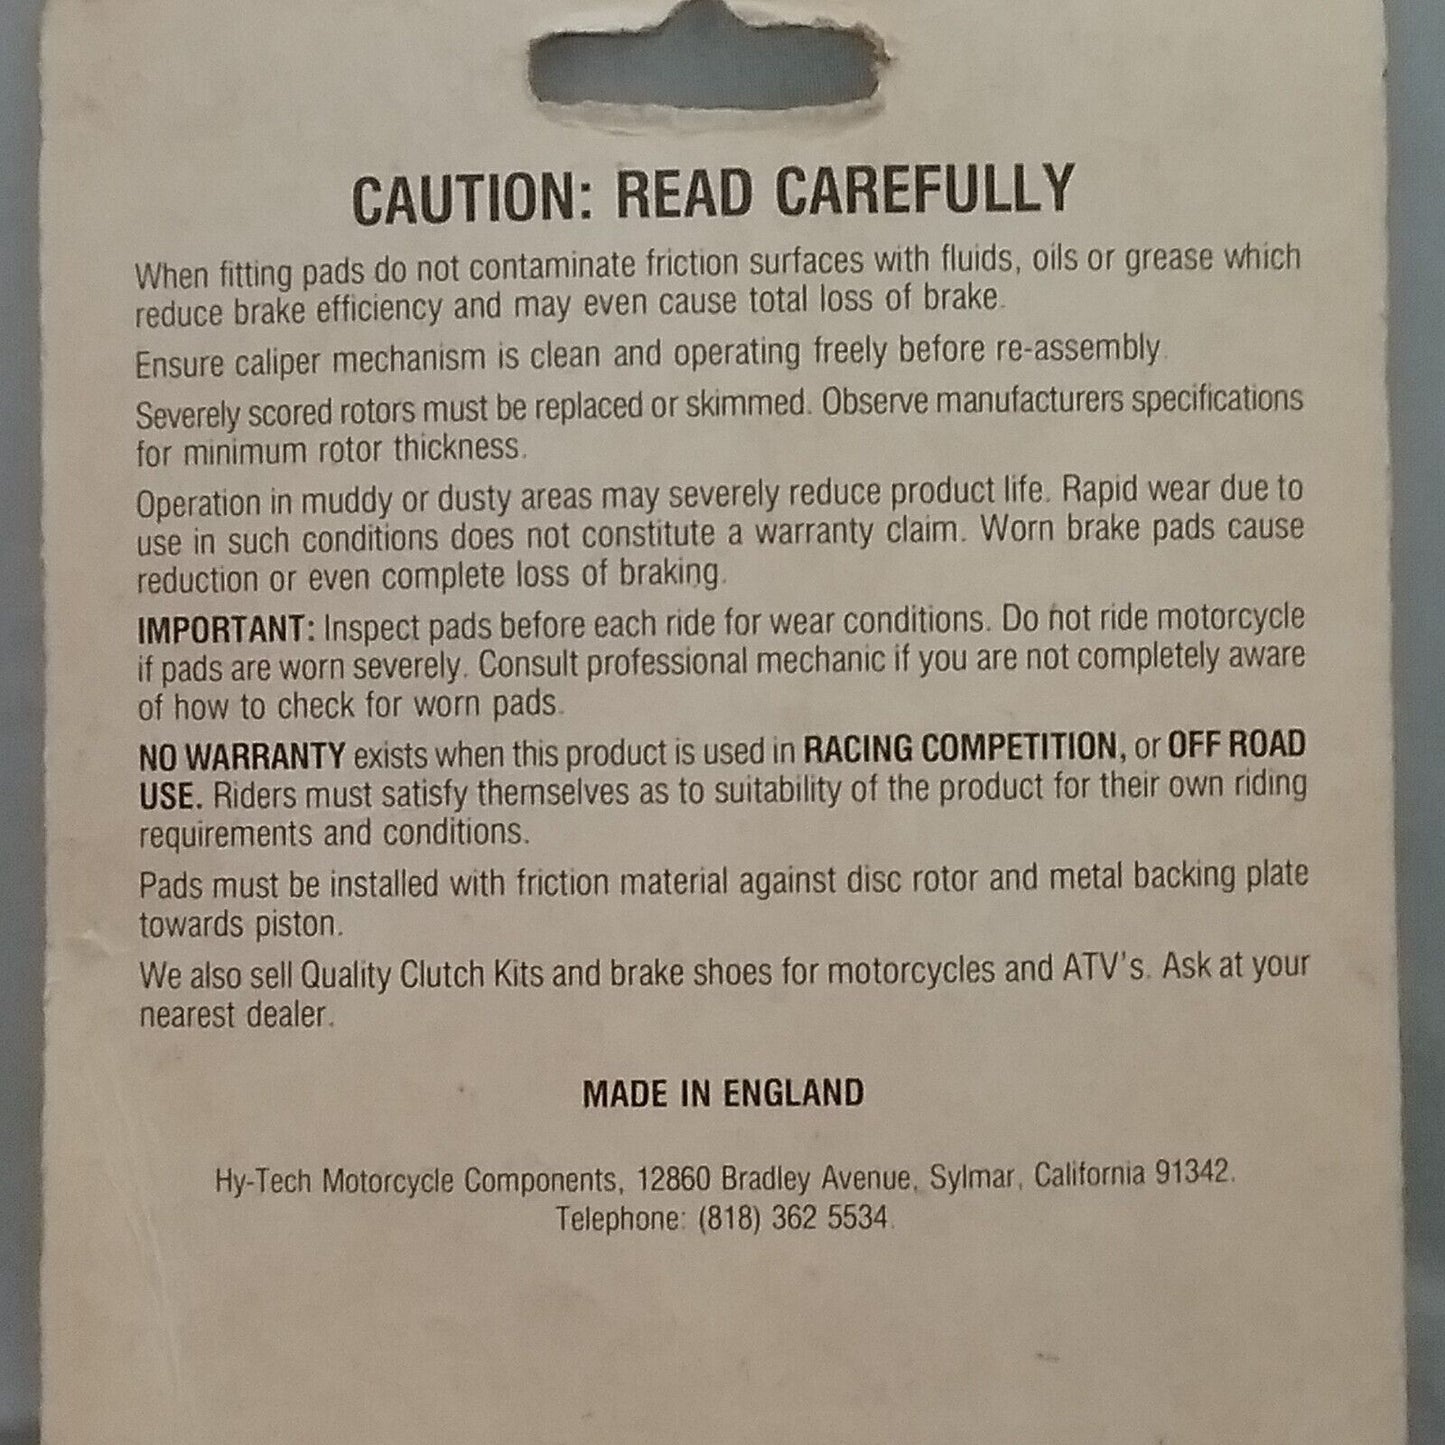 CAUTION: READ CAREFULLY
When fitting pads do not contaminate friction surfaces with fluids, oils or grease which
reduce brake efficiency and may even cause total loss of brake.
Ensure caliper mechanism is clean and operating freely before re-assembly.
Severely scored rotors must be replaced or skimmed. Observe manufacturers specifications
for minimum rotor thickness.
Operation in muddy or dusty areas may severely reduce product life. Rapid wear due to
use in such conditions does not constitute a warranty claim. Worn brake pads cause
reduction or even complete loss of braking.
IMPORTANT: Inspect pads before each ride for wear conditions. Do not ride motorcycle
if pads are worn severely. Consult professional mechanic if you are not completely aware
of how to check for worn pads.
NO WARRANTY exists when this product is used in RACING COMPETITION, or OFF ROAD
USE. Riders must satisfy themselves as to suitability of the product for their own riding
requirements and conditions.
Pads must be installed with friction material against disc rotor and metal backing plate
towards piston.
We also sell Quality Clutch Kits and brake shoes for motorcycles and ATV's. Ask at your
nearest dealer.
MADE IN ENGLAND
Hy-Tech Motorcycle Components, 12860 Bradley Avenue, Sylmar, California 91342.
Telephone: (818) 362 5534.